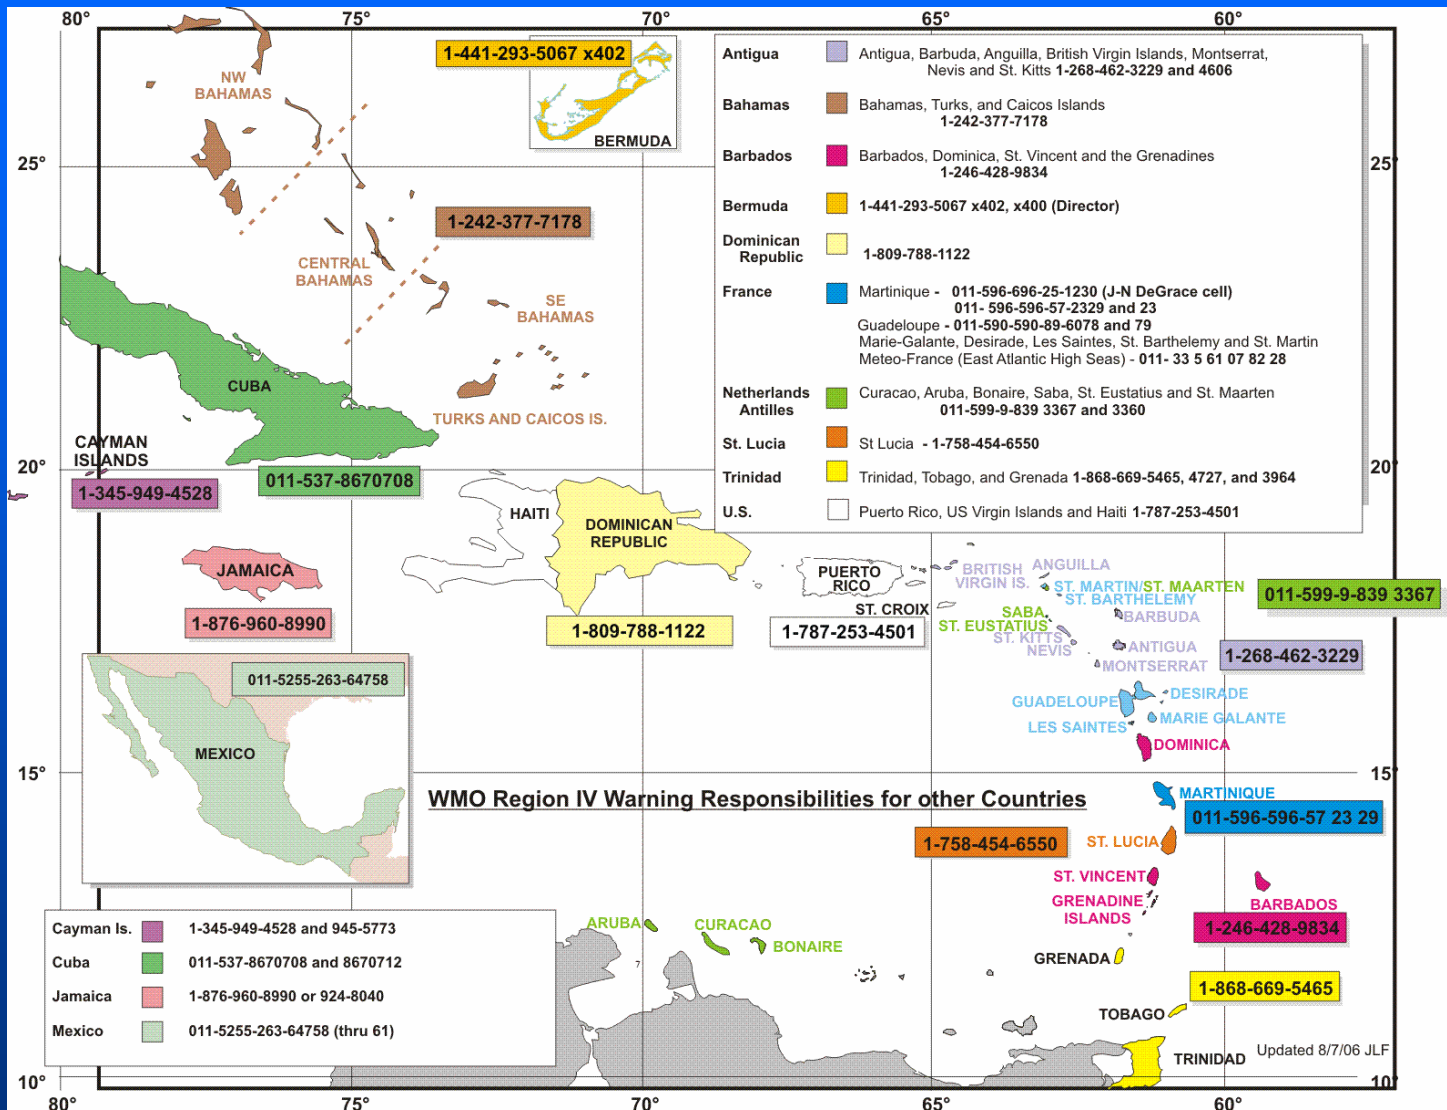 80°
75°
70°
65°
60°
1-441-293-5067 x402
BERMUDA
NW
BAHAMAS
25°
25°
1-242-377-7178
CENTRAL
BAHAMAS
SE
BAHAMAS
CUBA
TURKS AND CAICOS IS.
CAYMAN
ISLANDS
20°
20°
1-345-949-4528
011-537-8670708
Antigua
Antigua, Barbuda, Anguilla, British Virgin Islands, Montserrat,
Nevis and St. Kitts 1-268-462-3229 and 4606
Bahamas
Bahamas, Turks, and Caicos Islands
1-242-377-7178
Barbados
Barbados, Dominica, St. Vincent and the Grenadines
1-246-428-9834
Bermuda
1-441-293-5067 x402, x400 (Director)
Dominican
Republic
1-809-788-1122
France
Martinique - 011-596-696-25-1230 (J-N DeGrace cell)
011- 596-596-57-2329 and 23
Guadeloupe - 011-590-590-89-6078 and 79
Marie-Galante, Desirade, Les Saintes, St. Barthelemy and St. Martin
Meteo-France (East Atlantic High Seas) - 011- 33 5 61 07 82 28
Netherlands
Antilles
Curacao, Aruba, Bonaire, Saba, St. Eustatius and St. Maarten
011-599-9-839 3367 and 3360
St. Lucia
St Lucia - 1-758-454-6550
Trinidad
Trinidad, Tobago, and Grenada 1-868-669-5465, 4727, and 3964
U.S.
Puerto Rico, US Virgin Islands and Haiti 1-787-253-4501
HAITI
DOMINICAN
REPUBLIC
JAMAICA
1-876-960-8990
1-809-788-1122
PUERTO
RICO
ST. CROIX
1-787-253-4501
BRITISH
VIRGIN IS.
ANGUILLA
ST. MARTIN/ST. MAARTEN
ST. BARTHELEMY
011-599-9-839 3367
SABA
ST. EUSTATIUS
BARBUDA
ST. KITTS
NEVIS
ANTIGUA
1-268-462-3229
MONTSERRAT
GUADELOUPE
DESIRADE
LES SAINTES
MARIE GALANTE
DOMINICA
011-5255-263-64758
MEXICO
15°
15°
WMO Region IV Warning Responsibilities for other Countries
MARTINIQUE
011-596-596-57 23 29
1-758-454-6550
ST. LUCIA
ST. VINCENT
GRENADINE
ISLANDS
BARBADOS
1-246-428-9834
ARUBA
CURACAO
BONAIRE
GRENADA
1-868-669-5465
TOBAGO
TRINIDAD
Updated 8/7/06 JLF
Cayman Is.
1-345-949-4528 and 945-5773
Cuba
011-537-8670708 and 8670712
Jamaica
1-876-960-8990 or 924-8040
Mexico
011-5255-263-64758 (thru 61)
10°
10°
80°
75°
70°
65°
60°